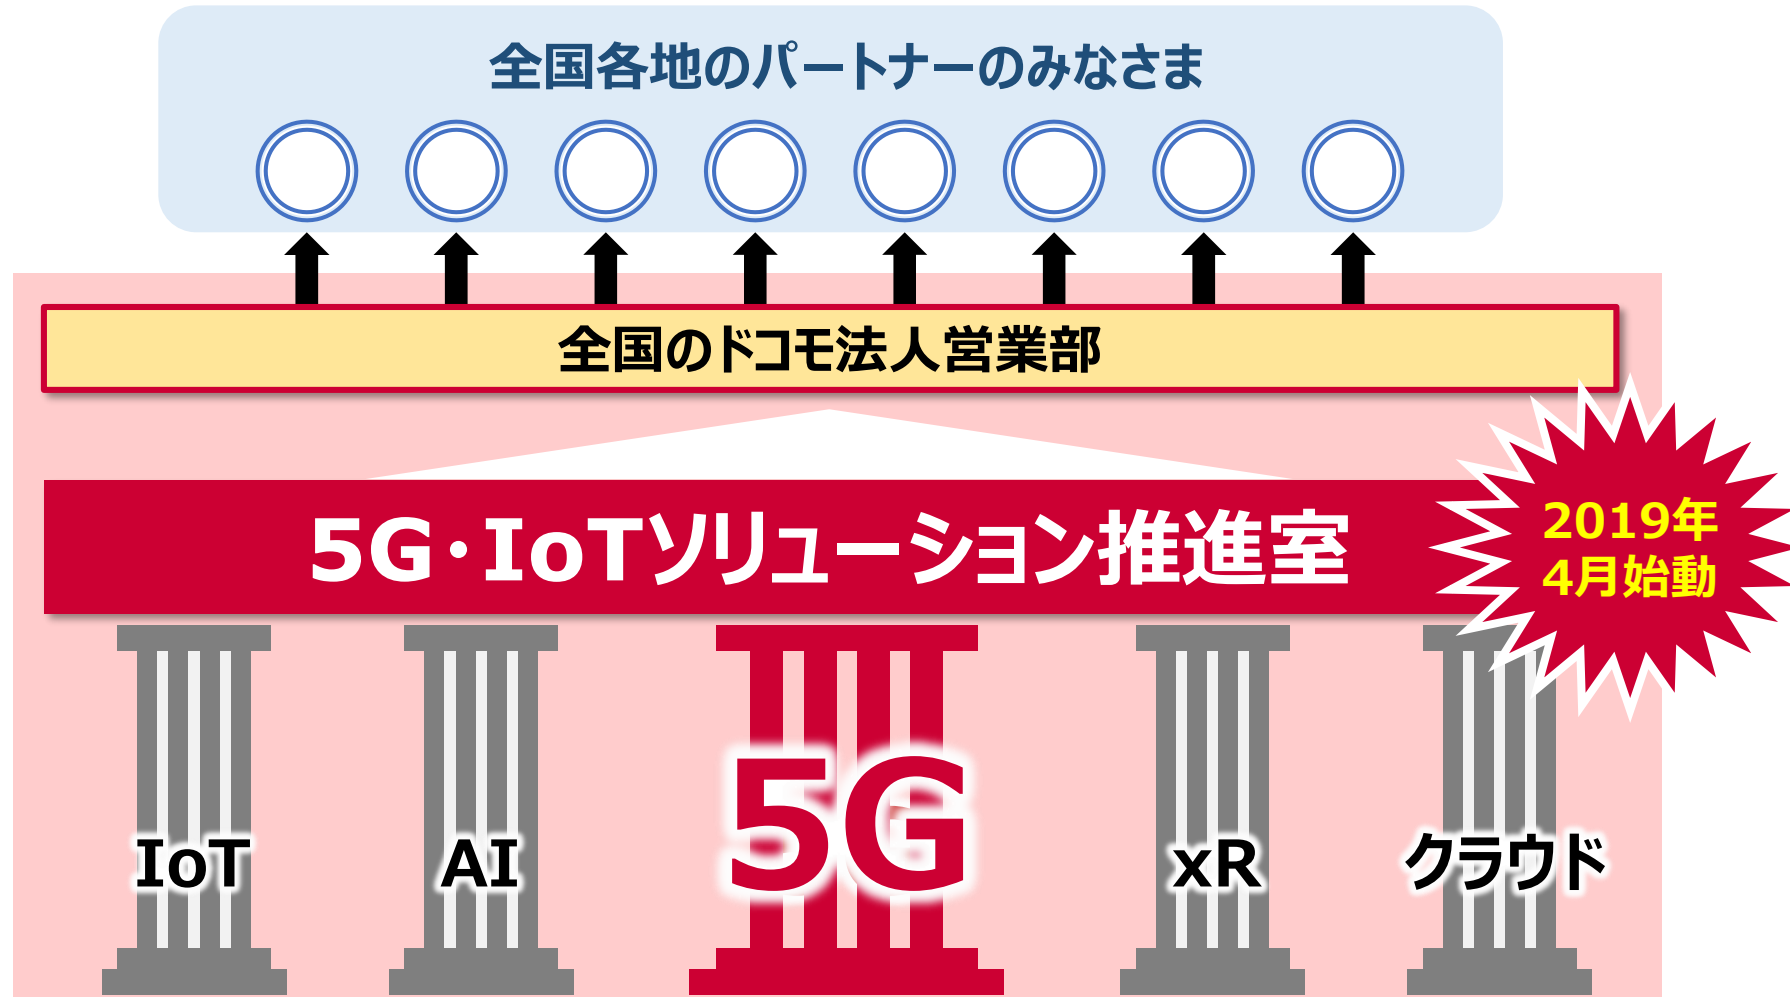 全国各地のパートナーのみなさま
全国のドコモ法人営業部
5G・IoTソリューション推進室
2019年
4月始動
IoT
AI
5G
xR
クラウド